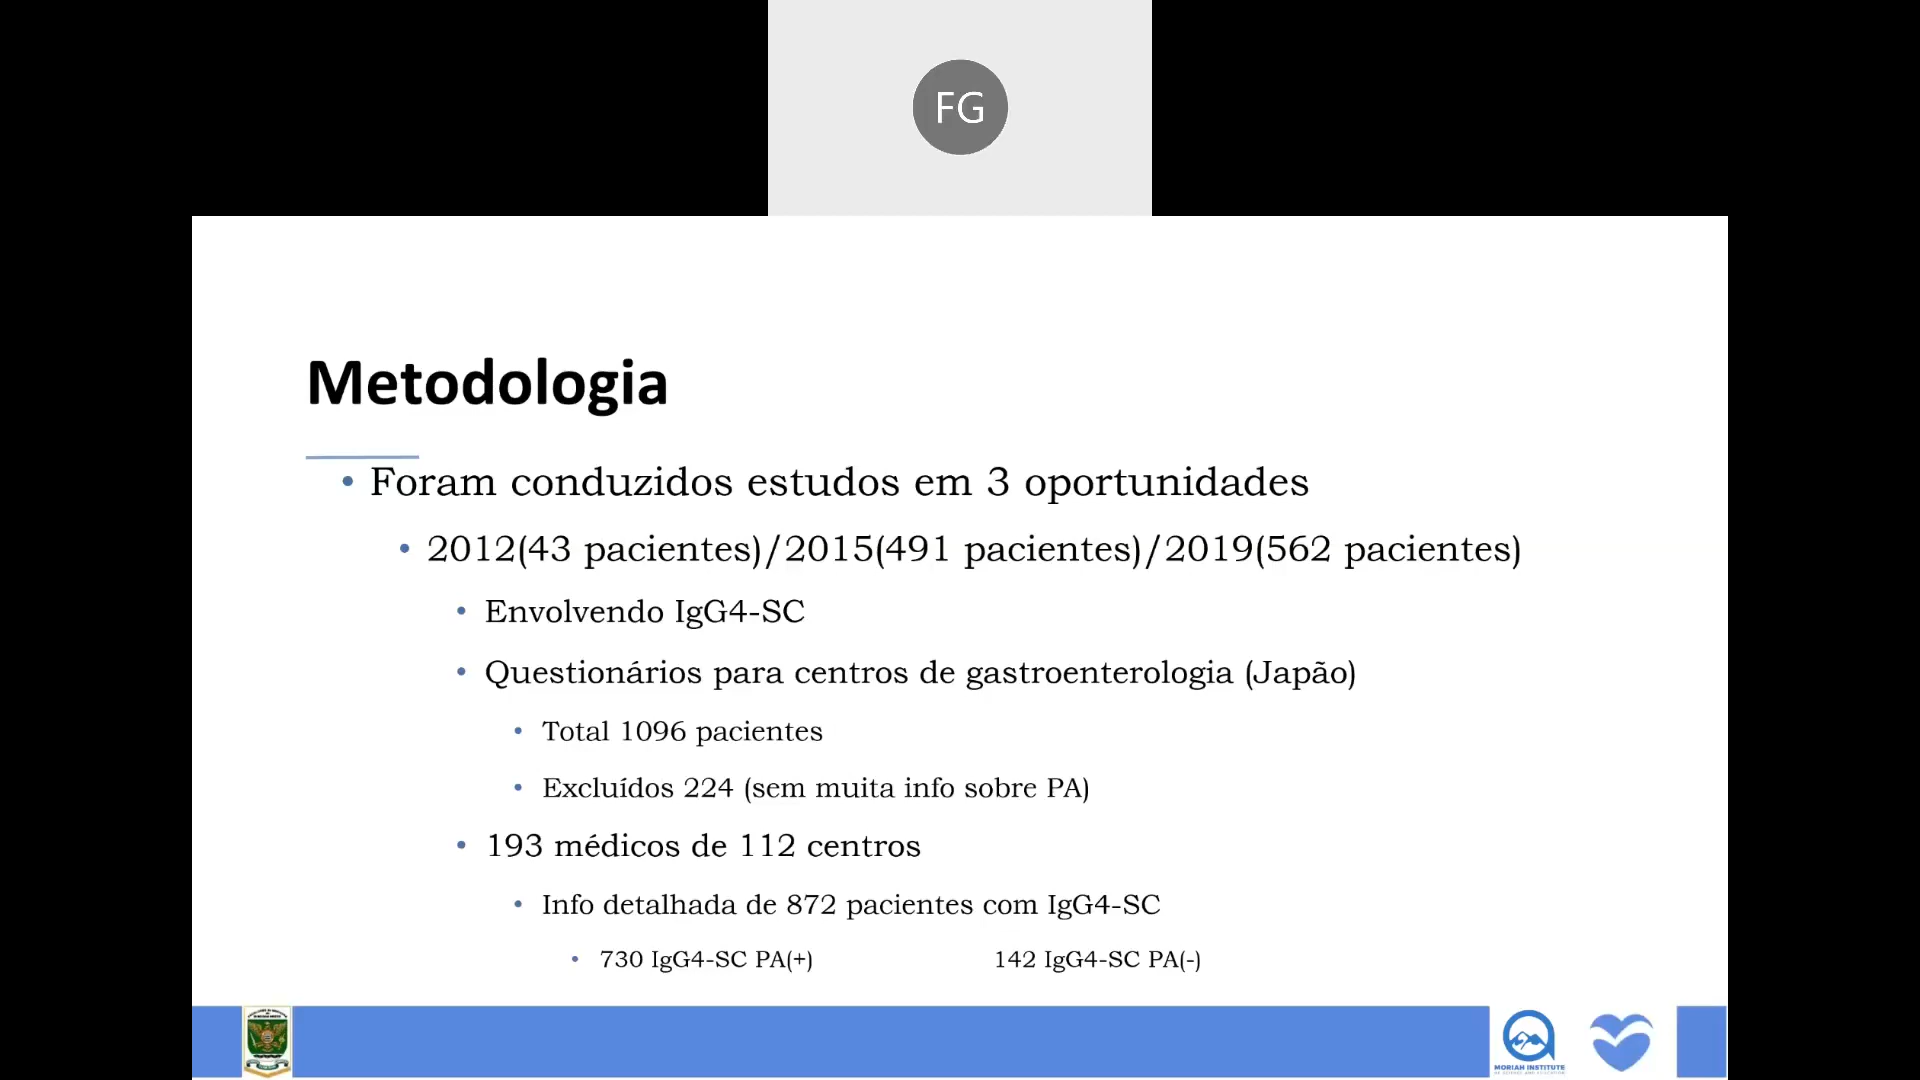 FG
Metodologia
• Foram conduzidos estudos em 3 oportunidades
• 2012(43 pacientes)/2015(491 pacientes)/2019(562 pacientes)
• Envolvendo IgG4-SC
• Questionários para centros de gastroenterologia (Japão)
• Total 1096 pacientes
• Excluídos 224 (sem muita info sobre PA)
• 193 médicos de 112 centros
• Info detalhada de 872 pacientes com IgG4-SC
• 730 IgG4-SC PA(+) 142 IgG4-SC PA(-)
MORIAH INSTITUTE